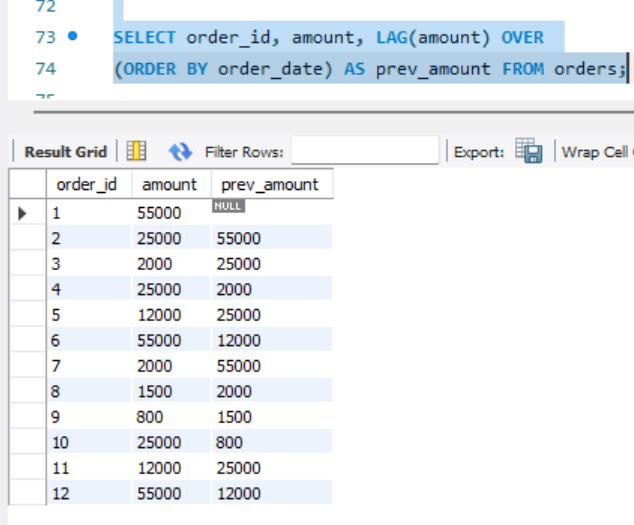 72
73 SELECT order_id, amount, LAG(amount) OVER
74 (ORDER BY order_date) AS prev_amount FROM orders;
75
Result Grid Filter Rows: Export: Wrap Cell
order_id amount prev_amount
1 55000 NULL
2 25000 55000
3 2000 25000
4 25000 2000
5 12000 25000
6 55000 12000
7 2000 55000
8 1500 2000
9 800 1500
10 25000 800
11 12000 25000
12 55000 12000